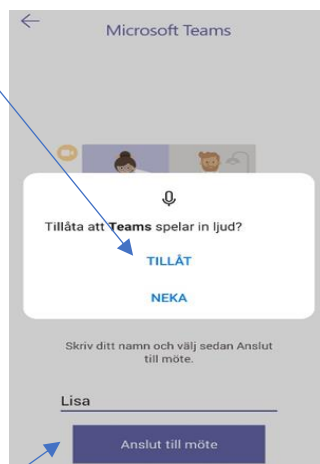 Microsoft Teams
Tillåta att Teams spelar in ljud?
TILLÅT
NEKA
Skriv ditt namn och välj sedan Anslut
till möte.
Lisa
Anslut till möte